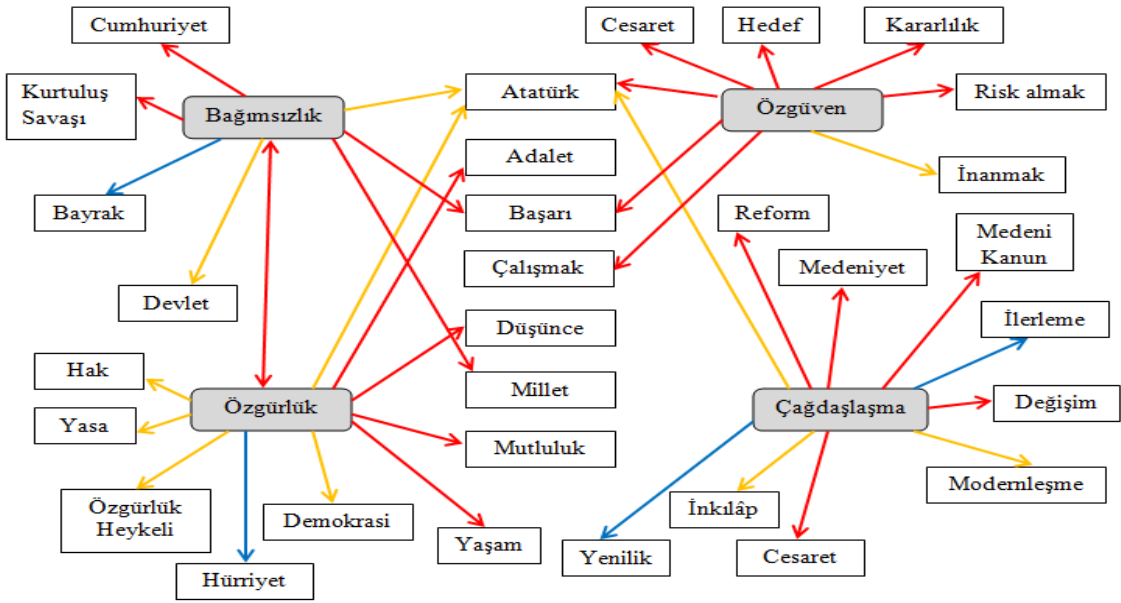 Cumhuriyet
Cesaret
Hedef
Kararlılık
Kurtuluş
Savaşı
Bağımsızlık
Atatürk
Özgüven
Risk almak
Adalet
İnanmak
Bayrak
Başarı
Reform
Medeni
Kanun
Çalışmak
Medeniyet
Devlet
Düşünce
İlerleme
Hak
Millet
Özgürlük
Çağdaşlaşma
Değişim
Yasa
Mutluluk
Modernleşme
Özgürlük
Heykeli
Demokrasi
İnkılâp
Yaşam
Yenilik
Cesaret
Hürriyet